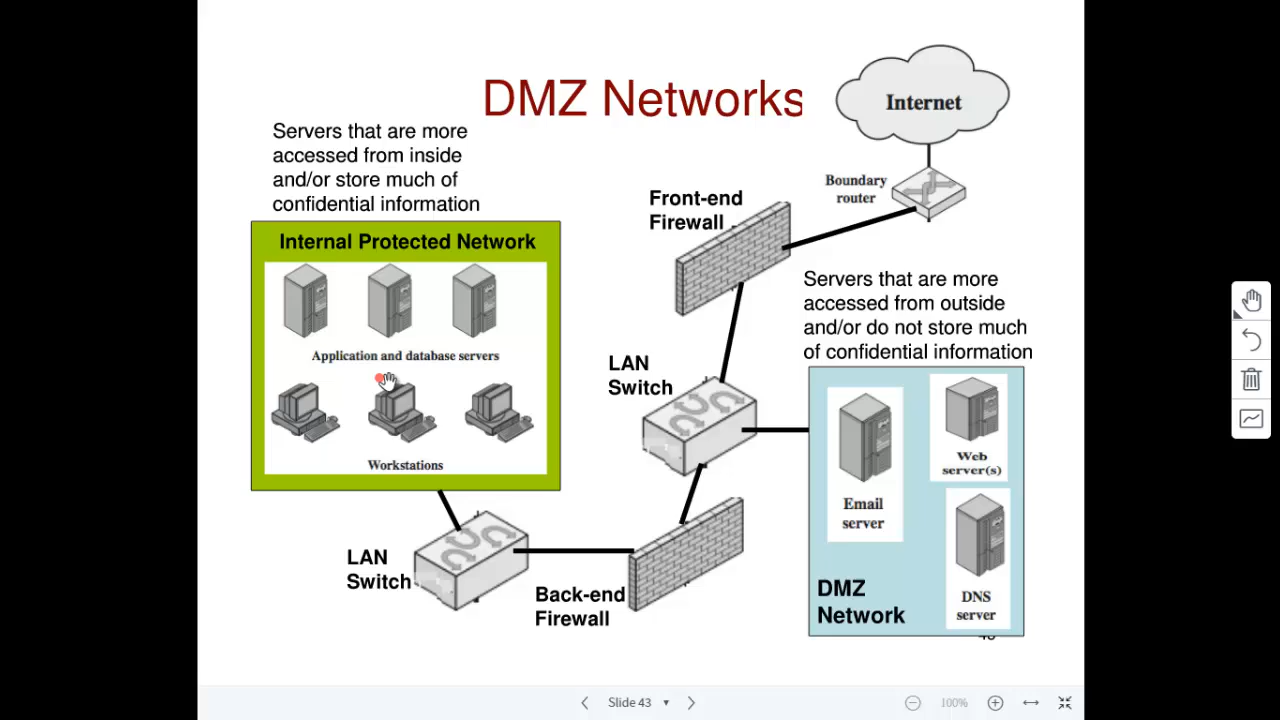 DMZ Networks
Internet
Servers that are more
accessed from inside
and/or store much of
confidential information
Boundary
router
Front-end
Firewall
Internal Protected Network
Application and database servers
Workstations
Servers that are more
accessed from outside
and/or do not store much
of confidential information
LAN
Switch
Email
server
Web
server(s)
DNS
server
DMZ
Network
LAN
Switch
Back-end
Firewall
Slide 43
100%